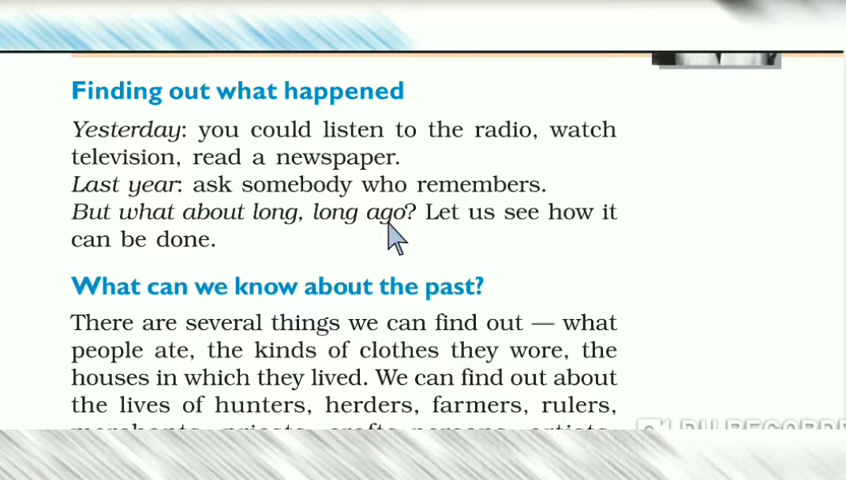 Finding out what happened
Yesterday: you could listen to the radio, watch
television, read a newspaper.
Last year: ask somebody who remembers.
But what about long, long ago? Let us see how it
can be done.
What can we know about the past?
There are several things we can find out — what
people ate, the kinds of clothes they wore, the
houses in which they lived. We can find out about
the lives of hunters, herders, farmers, rulers,